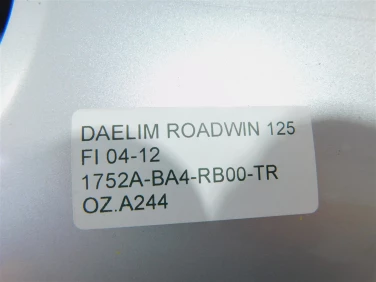 DAELIM ROADWIN 125
FI 04-12
1752A-BA4-RB00-TR
OZ.A244